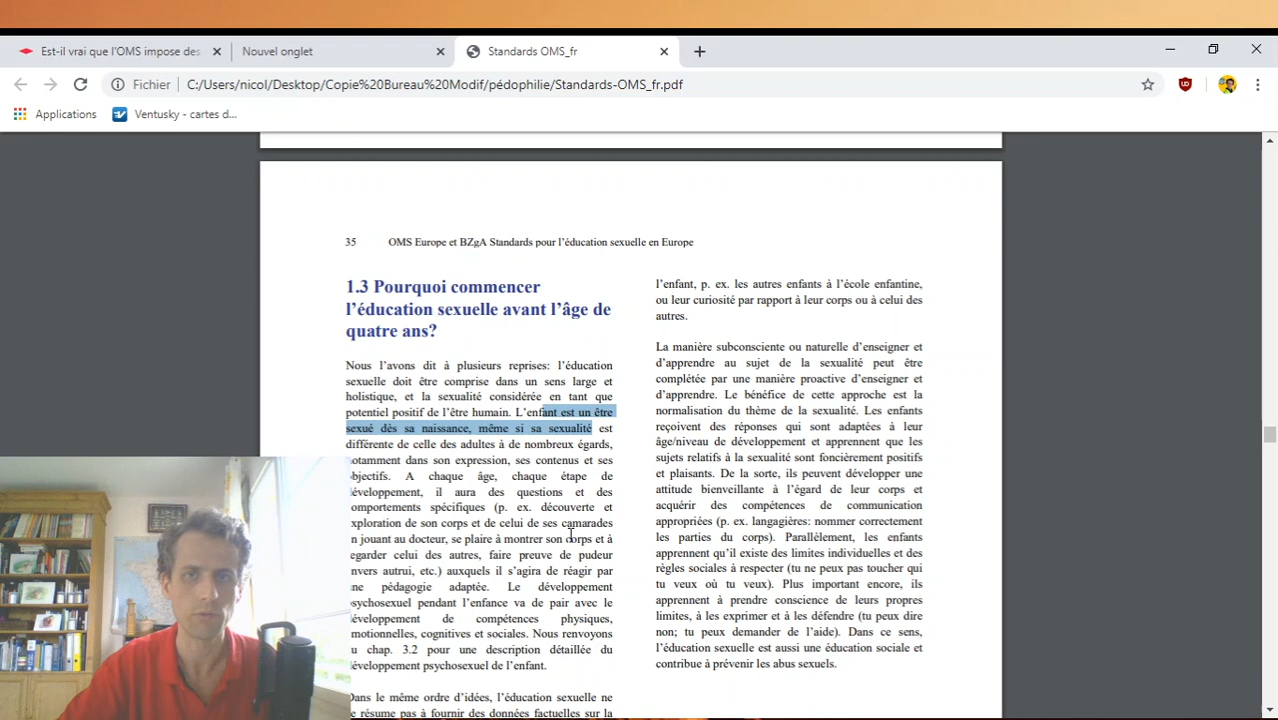 Est-il vrai que l'OMS impose des
Nouvel onglet
Standards OMS_fr
Fichier
C:/Users/nicol/Desktop/Copie%20Bureau%20Modif/pédophilie/Standards-OMS_fr.pdf
Applications
Ventusky - cartes d...
35 OMS Europe et BZgA Standards pour l'éducation sexuelle en Europe
1.3 Pourquoi commencer
l'éducation sexuelle avant l'âge de
quatre ans?
Nous l'avons dit à plusieurs reprises: l'éducation
sexuelle doit être comprise dans un sens large et
holistique, et la sexualité considérée en tant que
potentiel positif de l'être humain. L'enfant est un être
sexué dès sa naissance, même si sa sexualité est
différente de celle des adultes à de nombreux égards,
notamment dans son expression, ses contenus et ses
objectifs. A chaque âge, chaque étape de
développement, il aura des questions et des
comportements spécifiques (p. ex. découverte et
exploration de son corps et de celui de ses camarades
en jouant au docteur, se plaire à montrer son corps et à
regarder celui des autres, faire preuve de pudeur
envers autrui, etc.) auxquels il s'agira de réagir par
une pédagogie adaptée. Le développement
psychosexuel pendant l'enfance va de pair avec le
développement de compétences physiques,
émotionnelles, cognitives et sociales. Nous renvoyons
au chap. 3.2 pour une description détaillée du
développement psychosexuel de l'enfant.
Dans le même ordre d'idées, l'éducation sexuelle ne
se résume pas à fournir des données factuelles sur la
l'enfant, p. ex. les autres enfants à l'école enfantine,
ou leur curiosité par rapport à leur corps ou à celui des
autres.
La manière subconsciente ou naturelle d'enseigner et
d'apprendre au sujet de la sexualité peut être
complétée par une manière proactive d'enseigner et
d'apprendre. Le bénéfice de cette approche est la
normalisation du thème de la sexualité. Les enfants
reçoivent des réponses qui sont adaptées à leur
âge/niveau de développement et apprennent que les
sujets relatifs à la sexualité sont foncièrement positifs
et plaisants. De la sorte, ils peuvent développer une
attitude bienveillante à l'égard de leur corps et
acquérir des compétences de communication
appropriées (p. ex. langagières: nommer correctement
les parties du corps). Parallèlement, les enfants
apprennent qu'il existe des limites individuelles et des
règles sociales à respecter (tu ne peux pas toucher qui
tu veux où tu veux). Plus important encore, ils
apprennent à prendre conscience de leurs propres
limites, à les exprimer et à les défendre (tu peux dire
non; tu peux demander de l'aide). Dans ce sens,
l'éducation sexuelle est aussi une éducation sociale et
contribue à prévenir les abus sexuels.